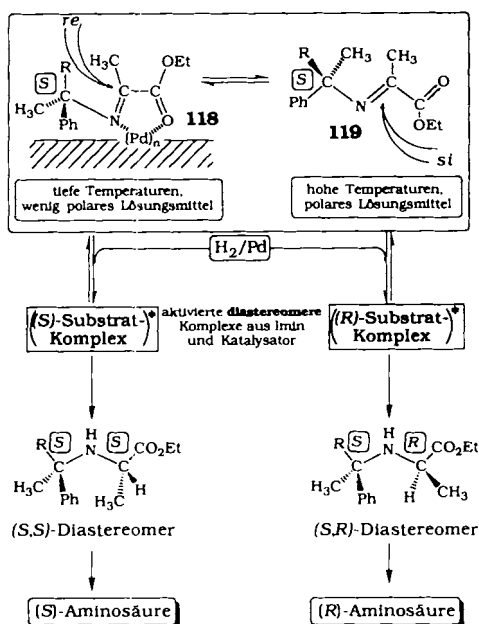 re
R
S
H₃C
OEt
C
C
H₃C
C
Ph
N
O
(Pd)n
118
tiefe Temperaturen,
wenig polares Lösungsmittel
R
CH₃
CH₃
S
C
C
O
Ph
N
C
OEt
119
si
hohe Temperaturen,
polares Lösungsmittel
H₂/Pd
((S)-Substrat-
Komplex)*
aktivierte diastereomere
Komplexe aus Imin
und Katalysator
((R)-Substrat-
Komplex)*
H
R S N S CO₂Et
C C
H₃C H
Ph H₃C
(S,S)-Diastereomer
H
R S N R CO₂Et
C C
H₃C CH₃
Ph H
(S,R)-Diastereomer
(S)-Aminosäure
(R)-Aminosäure